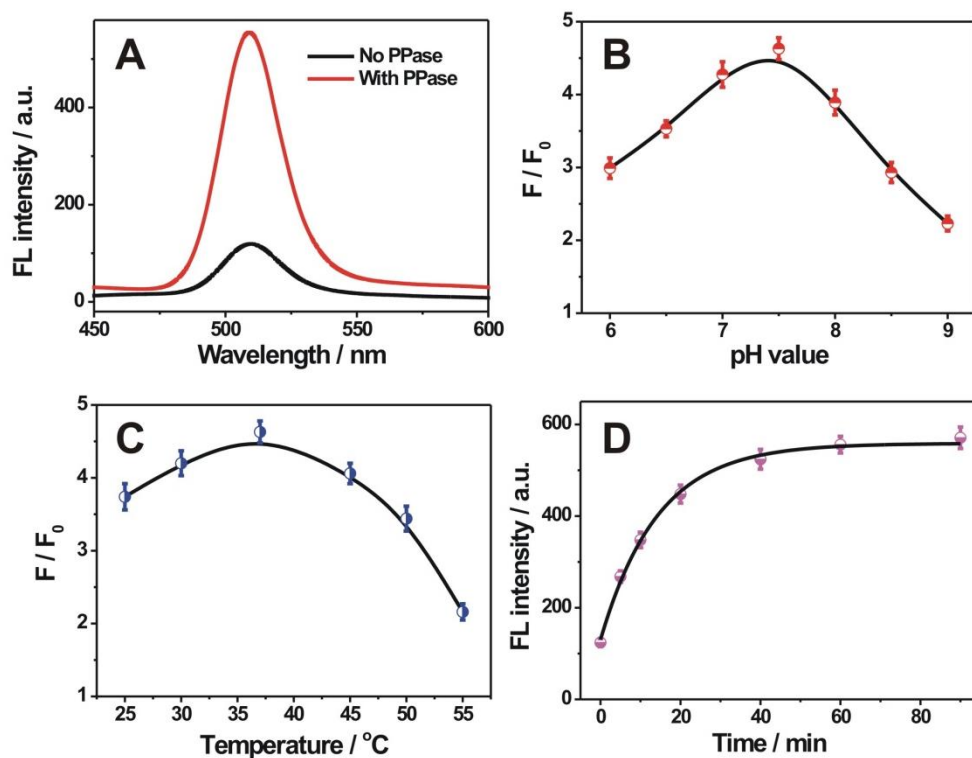 A
No PPase
With PPase
FL intensity / a.u.
400
200
0
450 500 550 600
Wavelength / nm
B
F / F₀
5
4
3
2
1
6 7 8 9
pH value
C
F / F₀
5
4
3
2
1
25 30 35 40 45 50 55
Temperature / °C
D
FL intensity / a.u.
600
400
200
0
0 20 40 60 80
Time / min